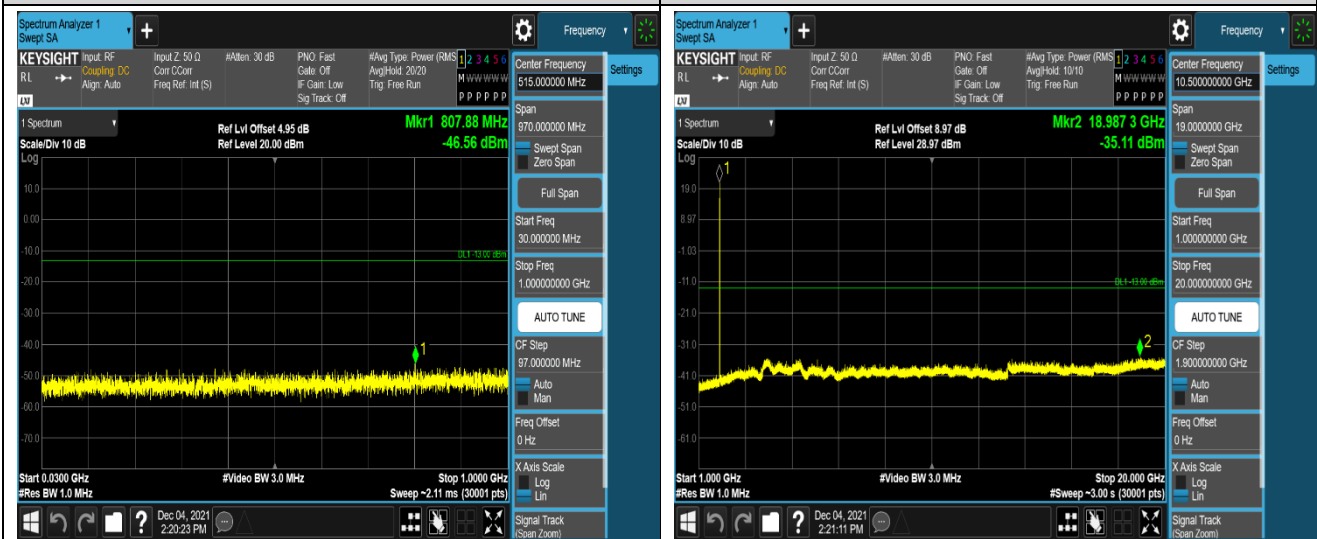 Spectrum Analyzer 1
Swept SA
+
Frequency
KEYSIGHT
RL
LXI
Input: RF
Coupling: DC
Align: Auto
Input Z: 50 Ω
Corr CCorr
Freq Ref: Int (S)
#Atten: 30 dB
PNO: Fast
Gate: Off
IF Gain: Low
Sig Track: Off
#Avg Type: Power (RMS)
Avg|Hold: 20/20
Trig: Free Run
1 2 3 4 5 6
M W W W W W
P P P P P P
1 Spectrum
Scale/Div 10 dB
Log
Ref Lvl Offset 4.95 dB
Ref Level 20.00 dBm
Mkr1 807.88 MHz
-46.56 dBm
10.0
0.00
-10.0
DL1 -13.00 dBm
-20.0
-30.0
-40.0
1
-50.0
-60.0
-70.0
Start 0.0300 GHz
#Res BW 1.0 MHz
#Video BW 3.0 MHz
Stop 1.0000 GHz
Sweep ~2.11 ms (30001 pts)
Center Frequency
515.000000 MHz
Settings
Span
970.000000 MHz
Swept Span
Zero Span
Full Span
Start Freq
30.000000 MHz
Stop Freq
1.000000000 GHz
AUTO TUNE
CF Step
97.000000 MHz
Auto
Man
Freq Offset
0 Hz
X Axis Scale
Log
Lin
Signal Track
(Span Zoom)
?
Dec 04, 2021
2:20:23 PM
Spectrum Analyzer 1
Swept SA
+
Frequency
KEYSIGHT
RL
LXI
Input: RF
Coupling: DC
Align: Auto
Input Z: 50 Ω
Corr CCorr
Freq Ref: Int (S)
#Atten: 30 dB
PNO: Fast
Gate: Off
IF Gain: Low
Sig Track: Off
#Avg Type: Power (RMS)
Avg|Hold: 10/10
Trig: Free Run
1 2 3 4 5 6
M W W W W W
P P P P P P
1 Spectrum
Scale/Div 10 dB
Log
Ref Lvl Offset 8.97 dB
Ref Level 28.97 dBm
Mkr2 18.987 3 GHz
-35.11 dBm
1
19.0
8.97
-1.03
-11.0
DL1 -13.00 dBm
-21.0
-31.0
2
-41.0
-51.0
-61.0
Start 1.000 GHz
#Res BW 1.0 MHz
#Video BW 3.0 MHz
Stop 20.000 GHz
#Sweep ~3.00 s (30001 pts)
Center Frequency
10.500000000 GHz
Settings
Span
19.0000000 GHz
Swept Span
Zero Span
Full Span
Start Freq
1.000000000 GHz
Stop Freq
20.000000000 GHz
AUTO TUNE
CF Step
1.900000000 GHz
Auto
Man
Freq Offset
0 Hz
X Axis Scale
Log
Lin
Signal Track
(Span Zoom)
?
Dec 04, 2021
2:21:11 PM